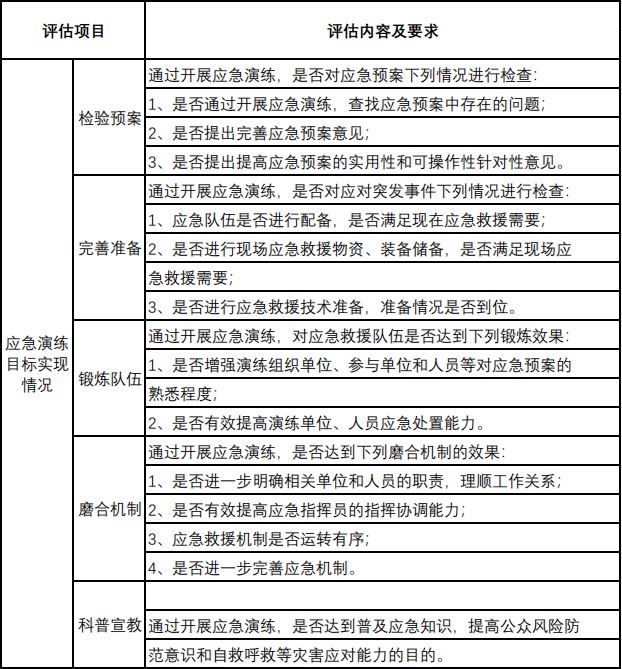 评估项目
评估内容及要求
应急演练
目标实现
情况
检验预案
通过开展应急演练，是否对应急预案下列情况进行检查：
1、是否通过开展应急演练，查找应急预案中存在的问题；
2、是否提出完善应急预案意见；
3、是否提出提高应急预案的实用性和可操作性针对性意见。
完善准备
通过开展应急演练，是否对应对突发事件下列情况进行检查：
1、应急队伍是否进行配备，是否满足现在应急救援需要；
2、是否进行现场应急救援物资、装备储备，是否满足现场应
急救援需要；
3、是否进行应急救援技术准备，准备情况是否到位。
锻炼队伍
通过开展应急演练，对应急救援队伍是否达到下列锻炼效果：
1、是否增强演练组织单位、参与单位和人员等对应急预案的
熟悉程度；
2、是否有效提高演练单位、人员应急处置能力。
磨合机制
通过开展应急演练，是否达到下列磨合机制的效果：
1、是否进一步明确相关单位和人员的职责，理顺工作关系；
2、是否有效提高应急指挥员的指挥协调能力；
3、应急救援机制是否运转有序；
4、是否进一步完善应急机制。
科普宣教
通过开展应急演练，是否达到普及应急知识，提高公众风险防
范意识和自救呼救等灾害应对能力的目的。